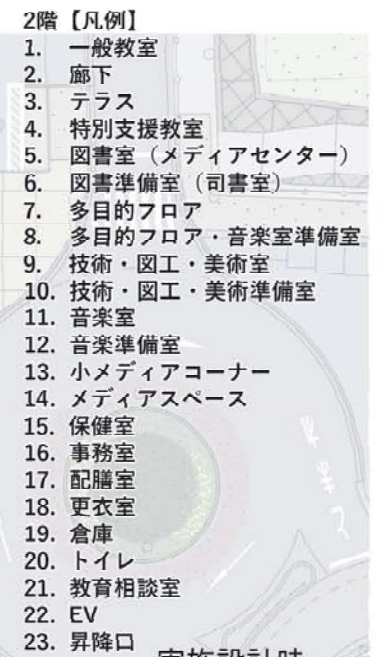 2階【凡例】
1. 一般教室
2. 廊下
3. テラス
4. 特別支援教室
5. 図書室（メディアセンター）
6. 図書準備室（司書室）
7. 多目的フロア
8. 多目的フロア・音楽室準備室
9. 技術・図工・美術室
10. 技術・図工・美術準備室
11. 音楽室
12. 音楽準備室
13. 小メディアコーナー
14. メディアスペース
15. 保健室
16. 事務室
17. 配膳室
18. 更衣室
19. 倉庫
20. トイレ
21. 教育相談室
22. EV
23. 昇降口
実施設計時